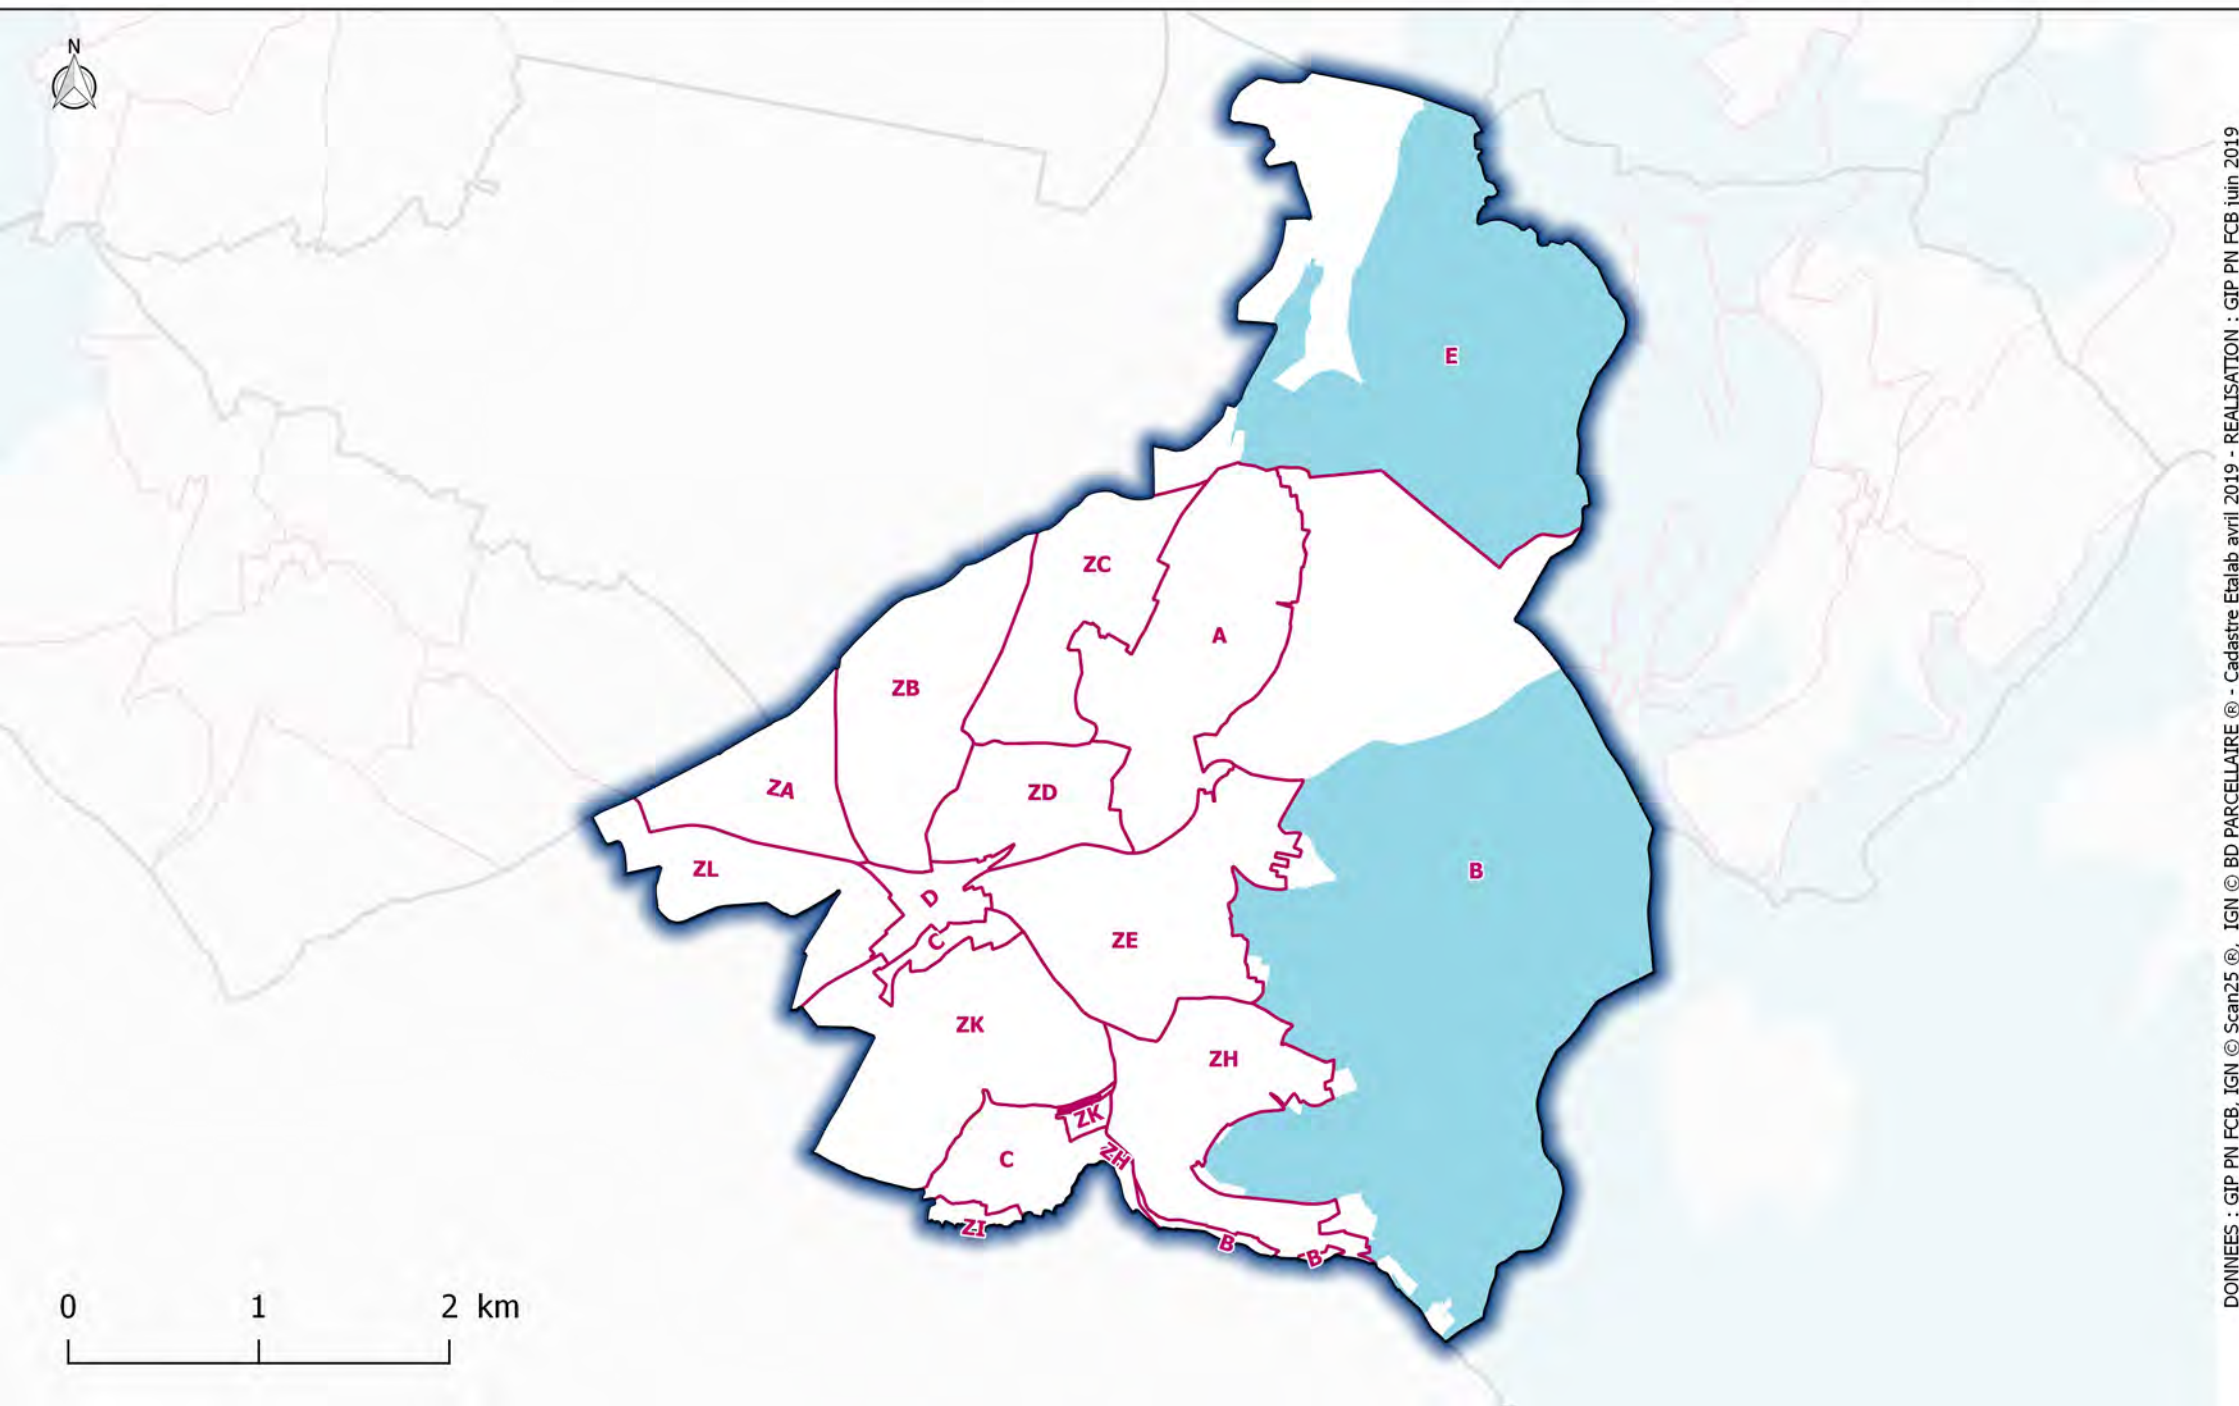 N
E
ZC
A
ZB
ZA
ZD
ZL
B
D
C
ZE
ZK
ZH
ZK
C
ZH
ZI
B
B
0 1 2 km
DONNEES : GIP PN FCB, IGN © Scan25 ®, IGN © BD PARCELLAIRE ® - Cadastre Etalab avril 2019 - REALISATION : GIP PN FCB juin 2019